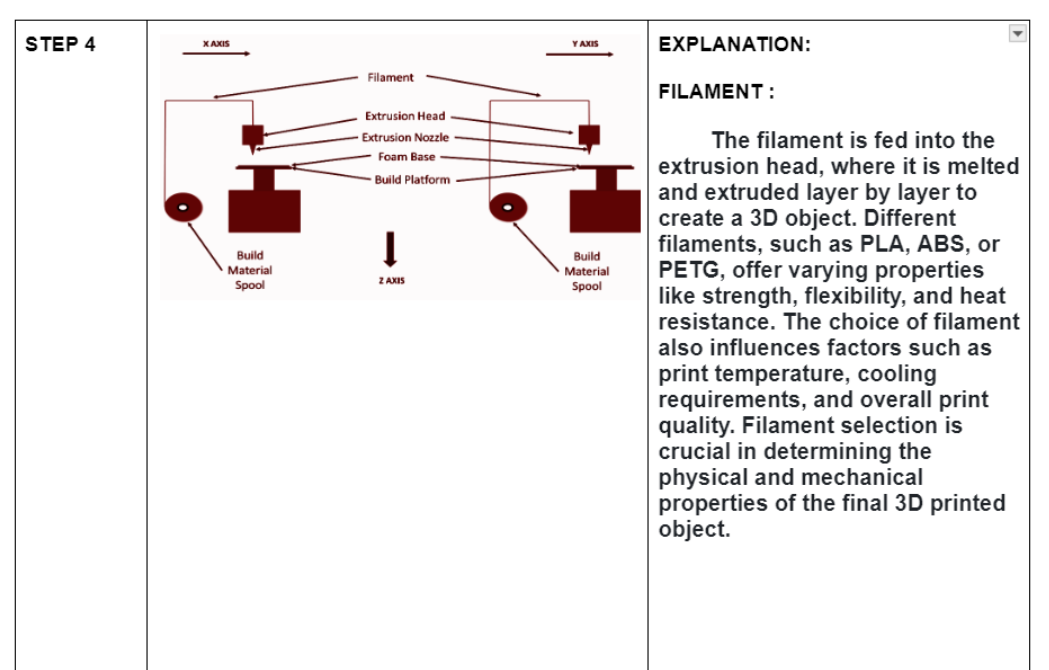 STEP 4
X AXIS
Y AXIS
Filament
Extrusion Head
Extrusion Nozzle
Foam Base
Build Platform
Build
Material
Spool
Z AXIS
Build
Material
Spool
EXPLANATION:
FILAMENT :
The filament is fed into the
extrusion head, where it is melted
and extruded layer by layer to
create a 3D object. Different
filaments, such as PLA, ABS, or
PETG, offer varying properties
like strength, flexibility, and heat
resistance. The choice of filament
also influences factors such as
print temperature, cooling
requirements, and overall print
quality. Filament selection is
crucial in determining the
physical and mechanical
properties of the final 3D printed
object.